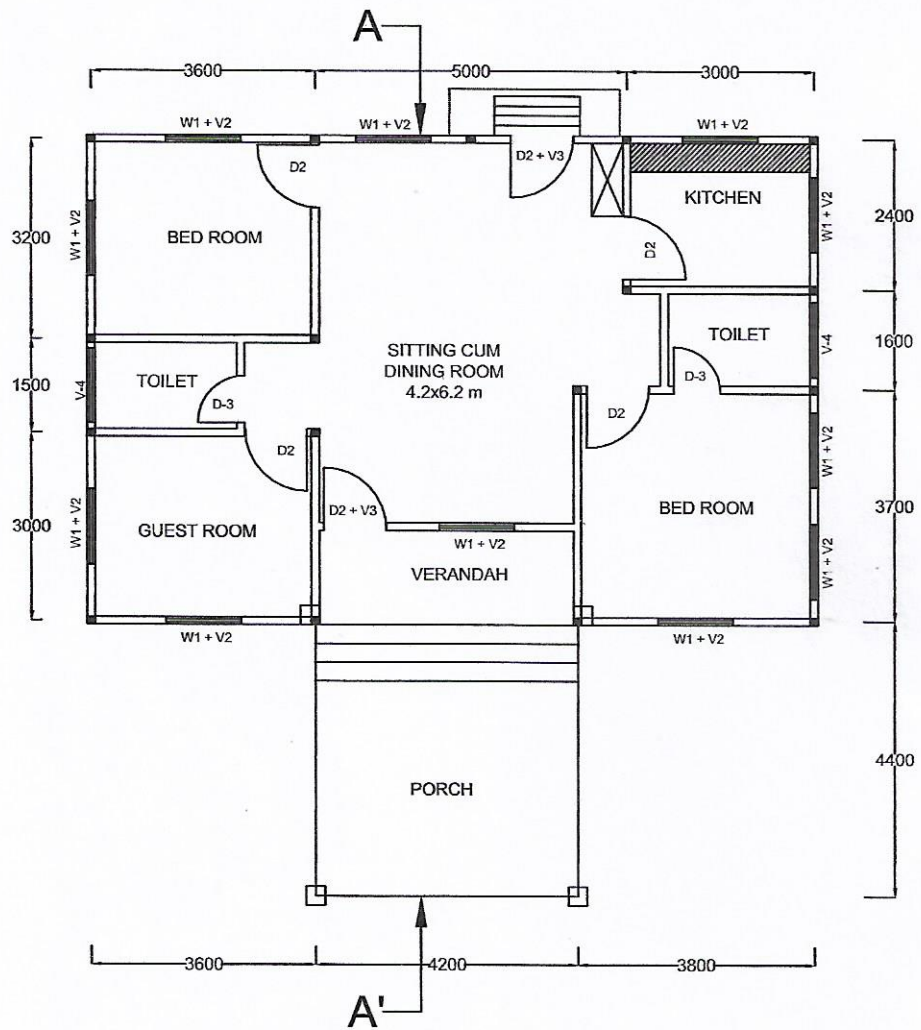 A
3600
5000
3000
W1 + V2
W1 + V2
W1 + V2
D2
D2 + V3
KITCHEN
W1 + V2
2400
3200
W1 + V2
BED ROOM
D2
TOILET
V-4
1600
SITTING CUM
DINING ROOM
4.2x6.2 m
1500
V-4
TOILET
D-3
D-3
D2
D2
W1 + V2
3000
W1 + V2
GUEST ROOM
D2 + V3
W1 + V2
VERANDAH
BED ROOM
3700
W1 + V2
W1 + V2
W1 + V2
PORCH
4400
3600
4200
3800
A'